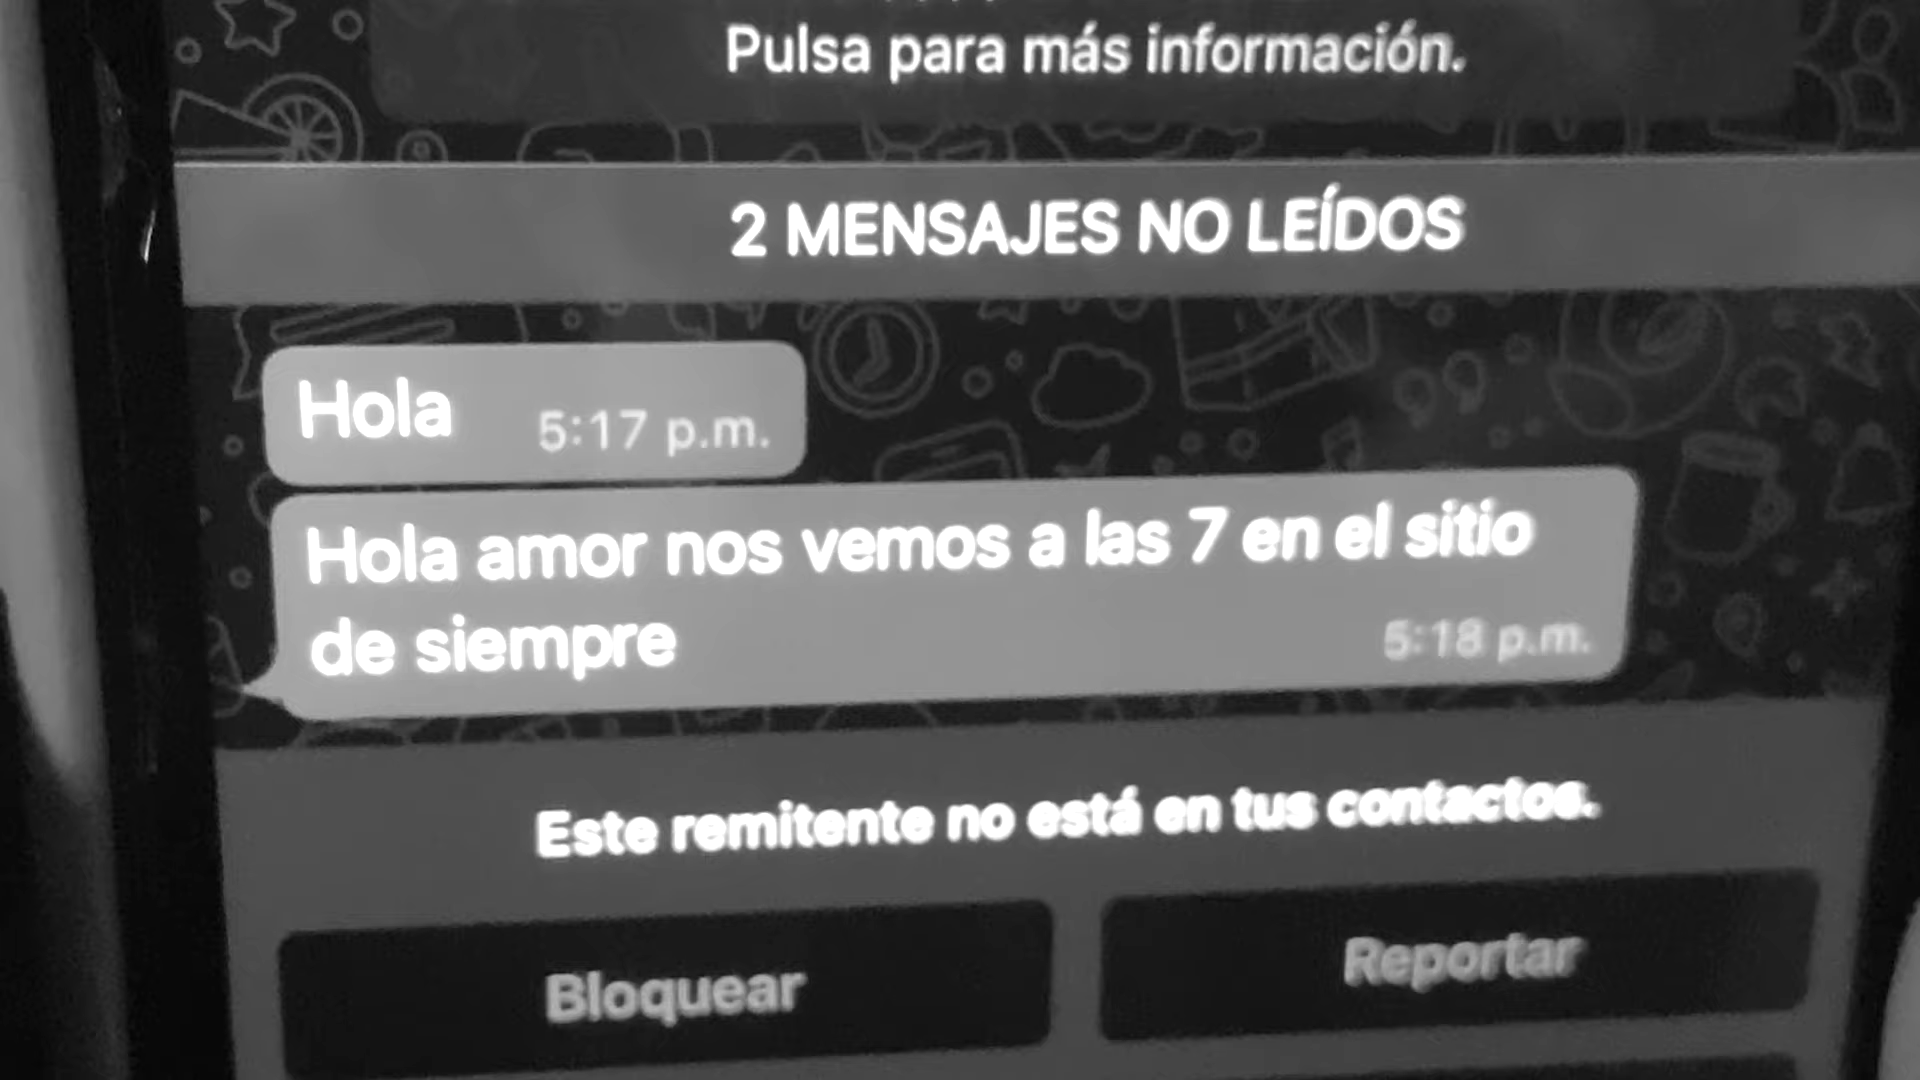 Pulsa para más información.
2 MENSAJES NO LEÍDOS
Hola 5:17 p.m.
Hola amor nos vemos a las 7 en el sitio
de siempre 5:18 p.m.
Este remitente no está en tus contactos.
Bloquear Reportar